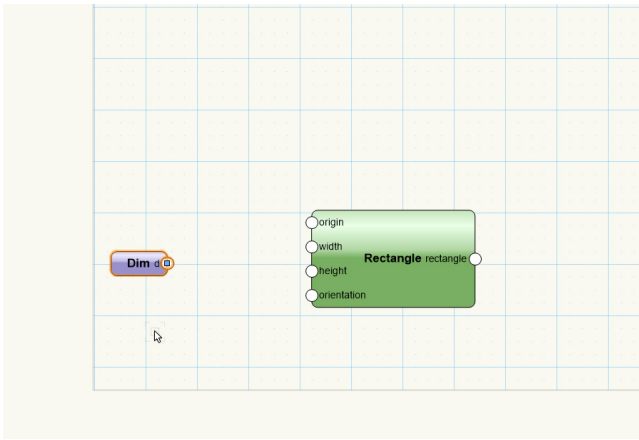 origin
width
Rectangle rectangle
Dim d
height
orientation